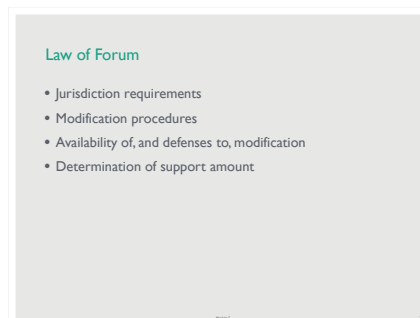 Law of Forum
• Jurisdiction requirements
• Modification procedures
• Availability of, and defenses to, modification
• Determination of support amount